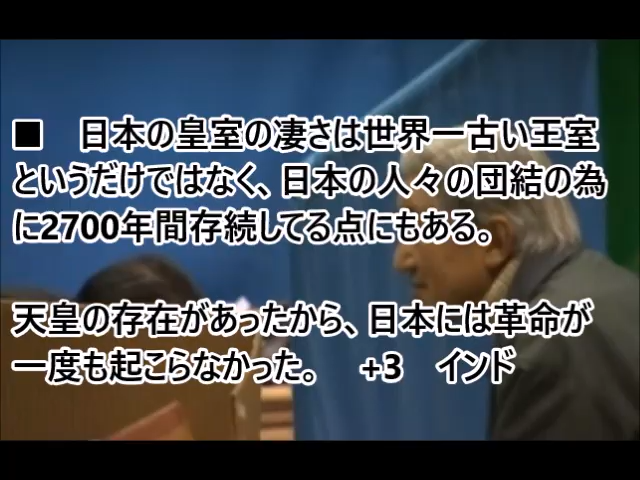 ■　日本の皇室の凄さは世界一古い王室
というだけではなく、日本の人々の団結の為
に2700年間存続してる点にもある。
天皇の存在があったから、日本には革命が
一度も起こらなかった。　+3　インド